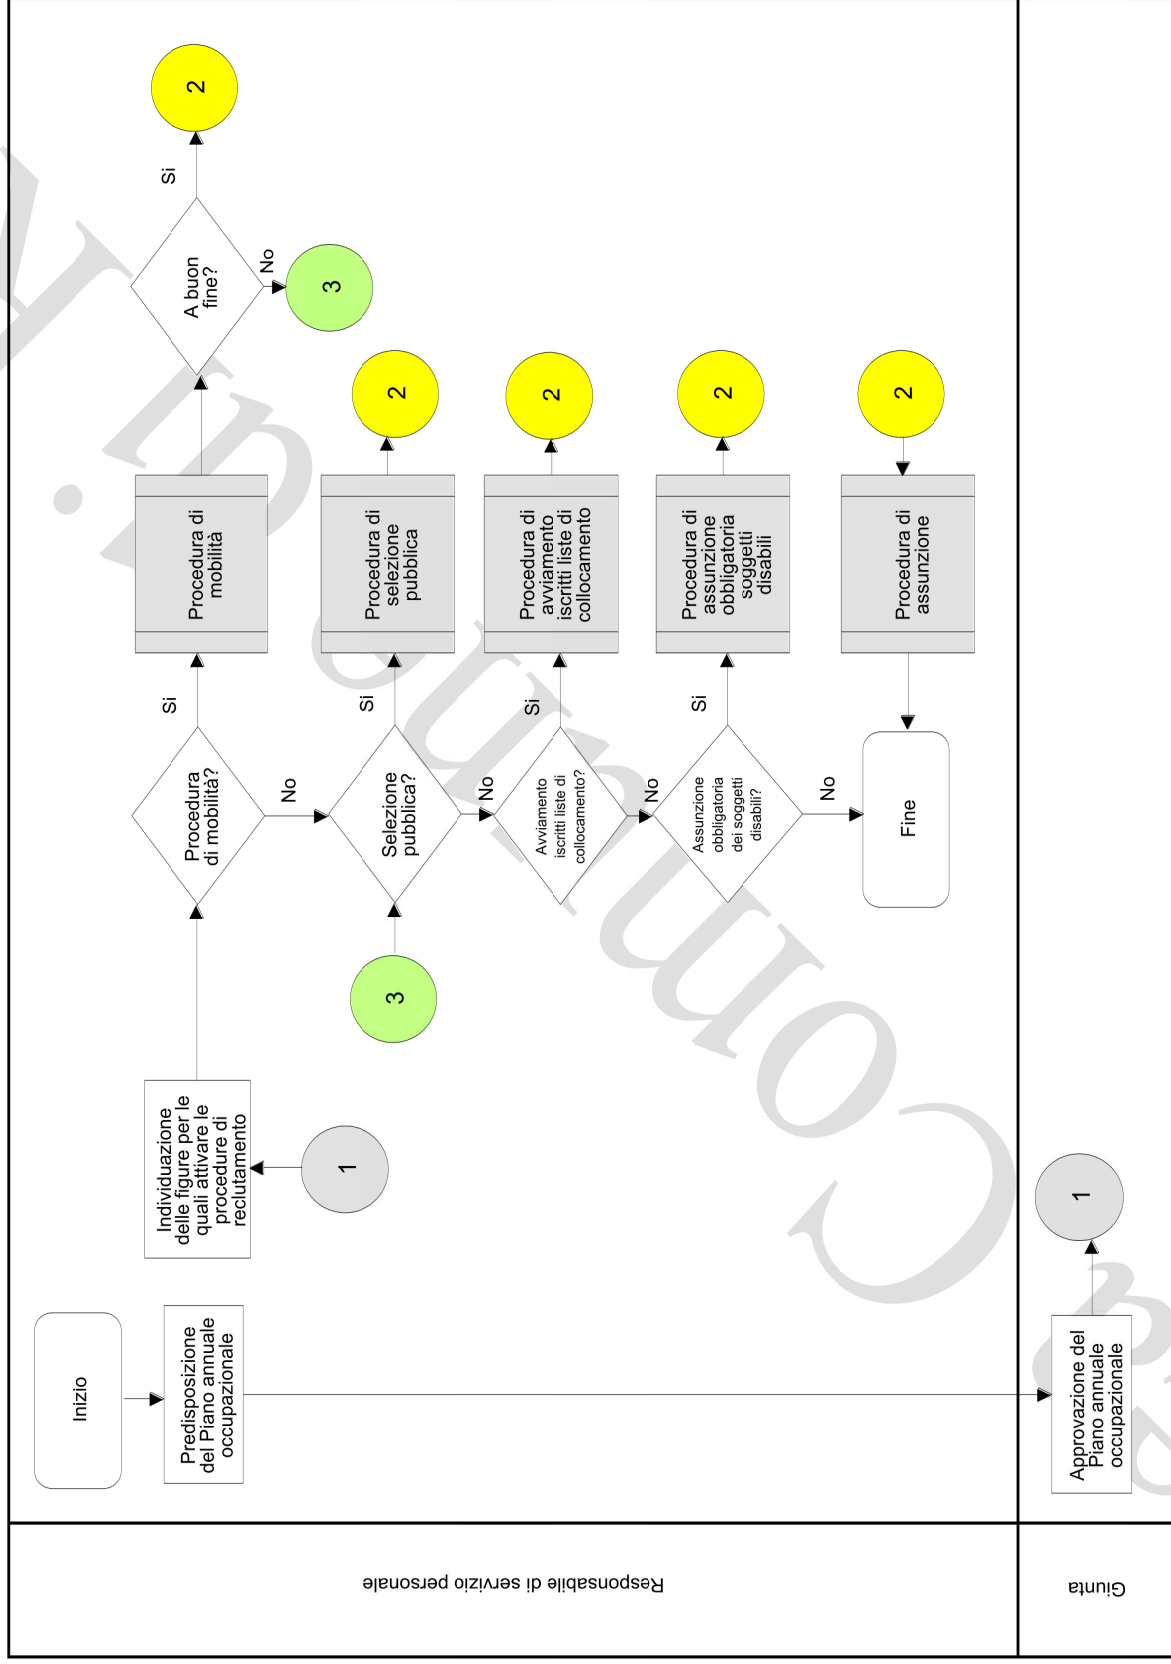 Responsabile di servizio personale
Giunta
Inizio
Predisposizione
del Piano annuale
occupazionale
Approvazione del
Piano annuale
occupazionale
1
1
Individuazione
delle figure per le
quali attivare le
procedure di
reclutamento
Procedura
di mobilità?
Si
No
Procedura di
mobilità
A buon
fine?
Si
2
No
3
3
Selezione
pubblica?
Si
No
Procedura di
selezione
pubblica
2
Avviamento
iscritti liste di
collocamento?
Si
No
Procedura di
avviamento
iscritti liste di
collocamento
2
Assunzione
obbligatoria
dei soggetti
disabili?
Si
No
Procedura di
assunzione
obbligatoria
soggetti
disabili
2
Fine
Procedura di
assunzione
2
Comune di